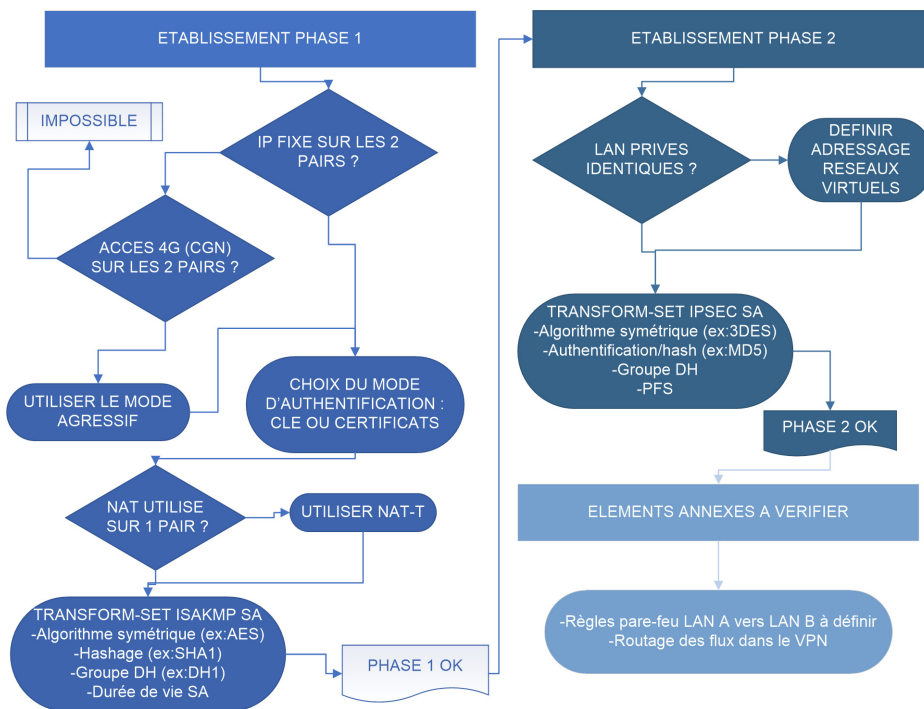 ETABLISSEMENT PHASE 1
IMPOSSIBLE
IP FIXE SUR LES 2
PAIRS ?
ACCES 4G (CGN)
SUR LES 2 PAIRS ?
UTILISER LE MODE
AGRESSIF
CHOIX DU MODE
D'AUTHENTIFICATION :
CLE OU CERTIFICATS
NAT UTILISE
SUR 1 PAIR ?
UTILISER NAT-T
TRANSFORM-SET ISAKMP SA
-Algorithme symétrique (ex:AES)
-Hashage (ex:SHA1)
-Groupe DH (ex:DH1)
-Durée de vie SA
PHASE 1 OK
ETABLISSEMENT PHASE 2
LAN PRIVES
IDENTIQUES ?
DEFINIR
ADRESSAGE
RESEAUX
VIRTUELS
TRANSFORM-SET IPSEC SA
-Algorithme symétrique (ex:3DES)
-Authentification/hash (ex:MD5)
-Groupe DH
-PFS
PHASE 2 OK
ELEMENTS ANNEXES A VERIFIER
-Règles pare-feu LAN A vers LAN B à définir
-Routage des flux dans le VPN